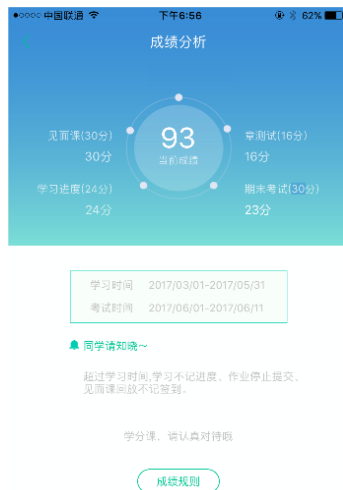 中国联通 下午6:56 62%
成绩分析
见面课(30分)
30分
学习进度(24分)
24分
93
当前成绩
章测试(16分)
16分
期末考试(30分)
23分
学习时间 2017/03/01-2017/05/31
考试时间 2017/06/01-2017/06/11
同学请知晓~
超过学习时间,学习不记进度、作业停止提交、
见面课回放不记签到。
学分课、请认真对待哦
成绩规则